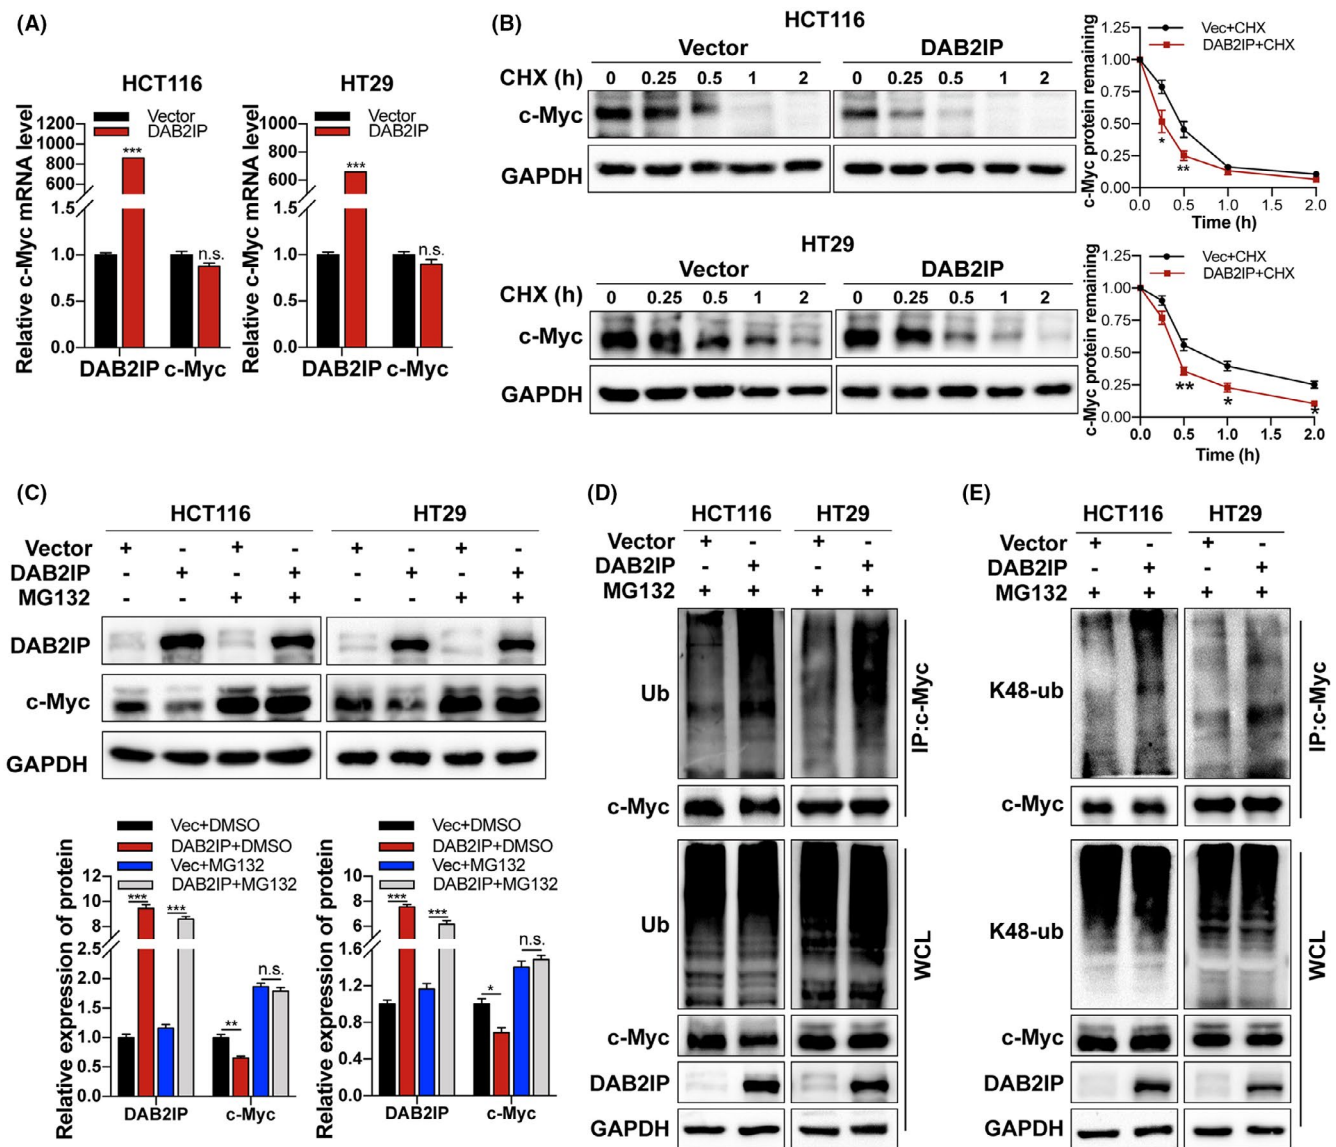 (A)
HCT116
Vector
DAB2IP
Relative c-Myc mRNA level
1200
1000
800
600
1.5
1.0
0.5
0.0
***
n.s.
DAB2IP c-Myc
HT29
Vector
DAB2IP
Relative c-Myc mRNA level
1000
800
600
1.5
1.0
0.5
0.0
***
n.s.
DAB2IP c-Myc
(B)
HCT116
Vector DAB2IP
CHX (h) 0 0.25 0.5 1 2 0 0.25 0.5 1 2
c-Myc
GAPDH
Vec+CHX
DAB2IP+CHX
c-Myc protein remaining
1.25
1.00
0.75
0.50
0.25
0.00
*
**
0.0 0.5 1.0 1.5 2.0
Time (h)
HT29
Vector DAB2IP
CHX (h) 0 0.25 0.5 1 2 0 0.25 0.5 1 2
c-Myc
GAPDH
Vec+CHX
DAB2IP+CHX
c-Myc protein remaining
1.25
1.00
0.75
0.50
0.25
0.00
**
*
*
0.0 0.5 1.0 1.5 2.0
Time (h)
(C)
HCT116 HT29
Vector + - + - + - + -
DAB2IP - + - + - + - +
MG132 - - + + - - + +
DAB2IP
c-Myc
GAPDH
Vec+DMSO
DAB2IP+DMSO
Vec+MG132
DAB2IP+MG132
Relative expression of protein
12
10
8
6
2.5
2.0
1.5
1.0
0.5
0.0
***
***
**
n.s.
DAB2IP c-Myc
Vec+DMSO
DAB2IP+DMSO
Vec+MG132
DAB2IP+MG132
Relative expression of protein
10
8
6
4
1.6
1.2
0.8
0.4
0.0
***
***
*
n.s.
DAB2IP c-Myc
(D)
HCT116 HT29
Vector + - + -
DAB2IP - + - +
MG132 + + + +
Ub
c-Myc
IP:c-Myc
Ub
c-Myc
DAB2IP
GAPDH
WCL
(E)
HCT116 HT29
Vector + - + -
DAB2IP - + - +
MG132 + + + +
K48-ub
c-Myc
IP:c-Myc
K48-ub
c-Myc
DAB2IP
GAPDH
WCL